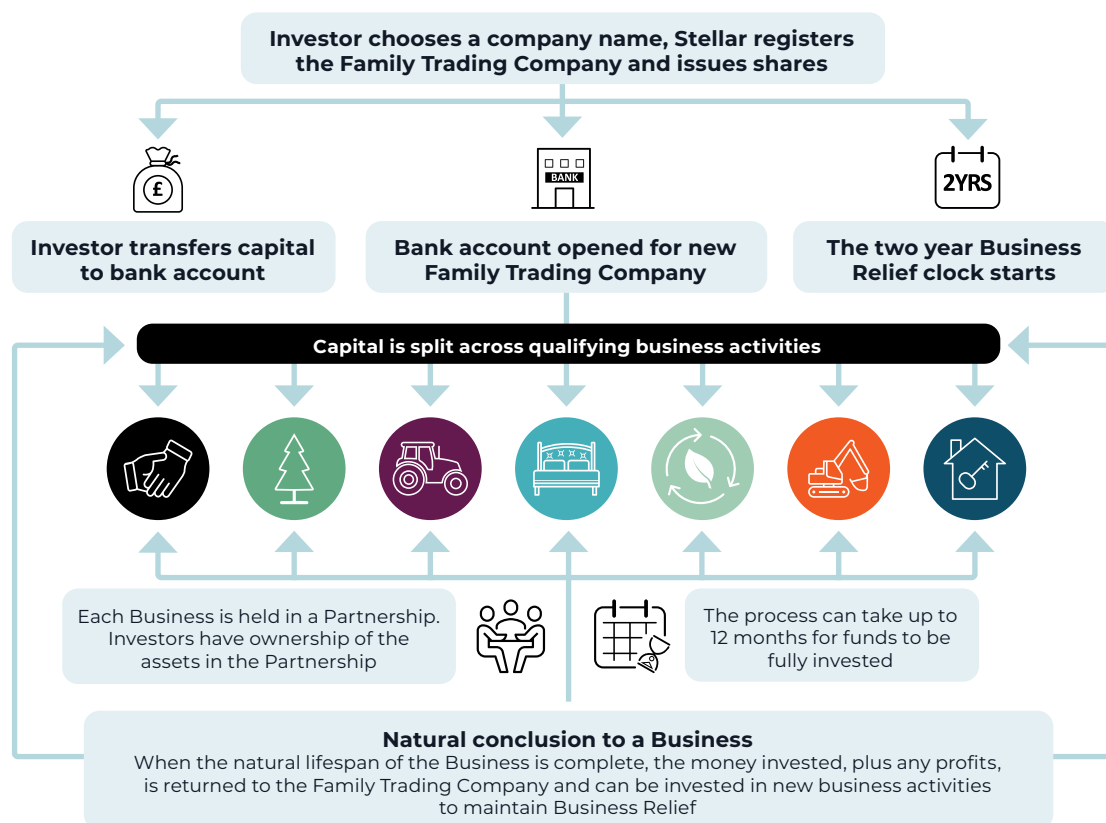 Investor chooses a company name, Stellar registers
the Family Trading Company and issues shares
£
BANK
2YRS
Investor transfers capital
to bank account
Bank account opened for new
Family Trading Company
The two year Business
Relief clock starts
Capital is split across qualifying business activities
Each Business is held in a Partnership.
Investors have ownership of the
assets in the Partnership
The process can take up to
12 months for funds to be
fully invested
Natural conclusion to a Business
When the natural lifespan of the Business is complete, the money invested, plus any profits,
is returned to the Family Trading Company and can be invested in new business activities
to maintain Business Relief